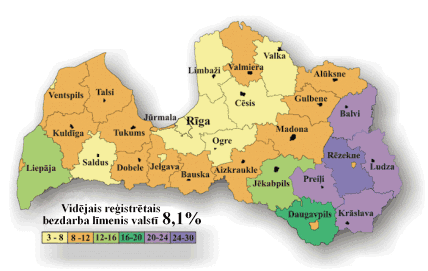 Valka
Limbaži
Valmiera
Alūksne
Ventspils
Talsi
Cēsis
Gulbene
Balvi
Jūrmala
Rīga
Kuldīga
Tukums
Madona
Ogre
Rēzekne
Liepāja
Saldus
Dobele
Jelgava
Bauska
Aizkraukle
Jēkabpils
Preiļi
Ludza
Daugavpils
Krāslava
Vidējais reģistrētais
bezdarba līmenis valstī 8,1%
3 - 8 8 -12 12-16 16-20 20-24 24-30